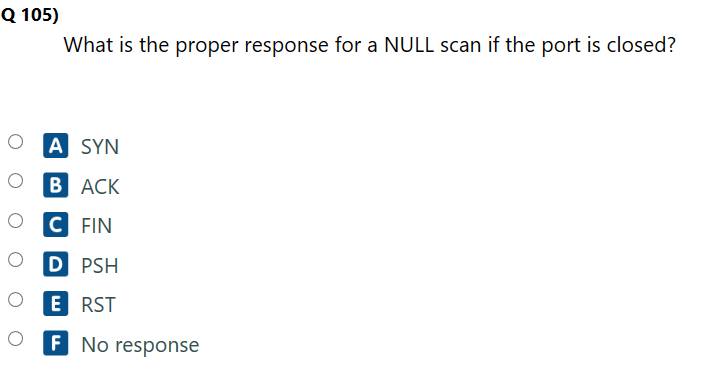 Q 105)
What is the proper response for a NULL scan if the port is closed?
A SYN
B ACK
C FIN
D PSH
E RST
F No response